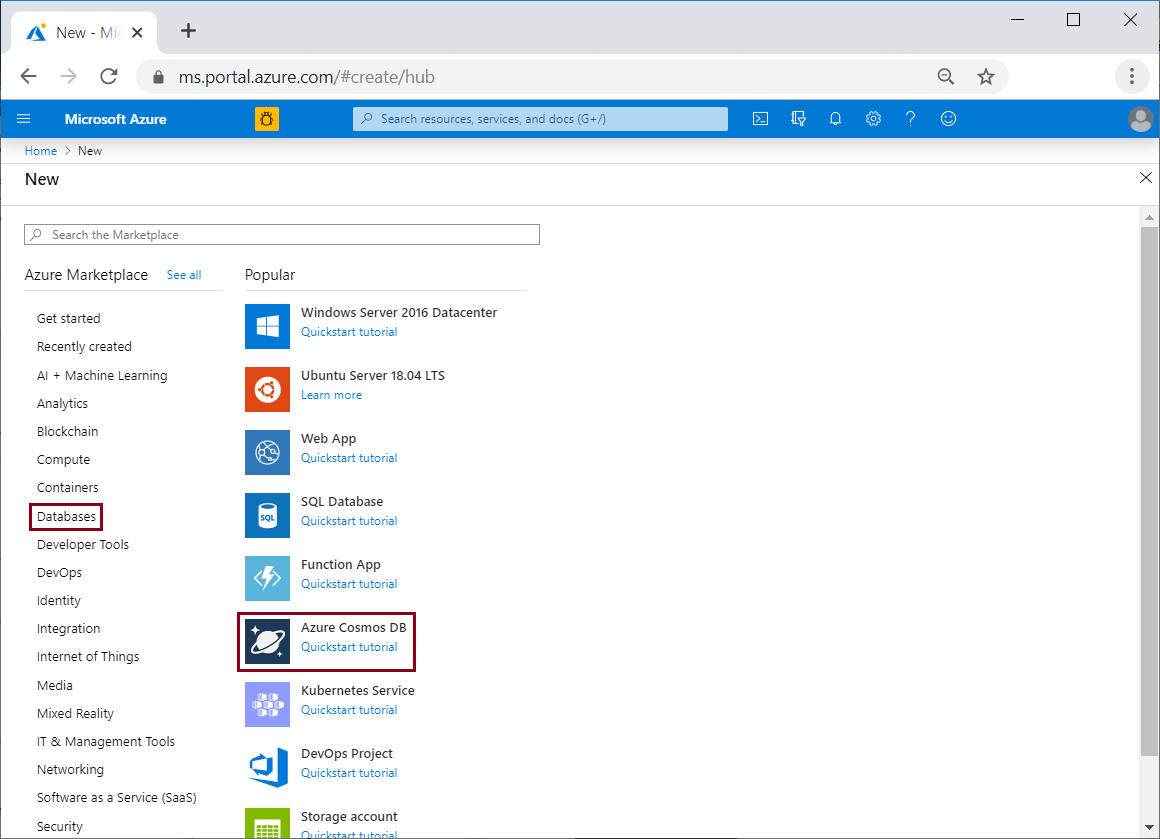 New - Mi
ms.portal.azure.com/#create/hub
Microsoft Azure
Search resources, services, and docs (G+/)
Home > New
New
Search the Marketplace
Azure Marketplace See all
Get started
Recently created
AI + Machine Learning
Analytics
Blockchain
Compute
Containers
Databases
Developer Tools
DevOps
Identity
Integration
Internet of Things
Media
Mixed Reality
IT & Management Tools
Networking
Software as a Service (SaaS)
Security
Popular
Windows Server 2016 Datacenter
Quickstart tutorial
Ubuntu Server 18.04 LTS
Learn more
Web App
Quickstart tutorial
SQL
SQL Database
Quickstart tutorial
Function App
Quickstart tutorial
Azure Cosmos DB
Quickstart tutorial
Kubernetes Service
Quickstart tutorial
DevOps Project
Quickstart tutorial
Storage account
Quickstart tutorial